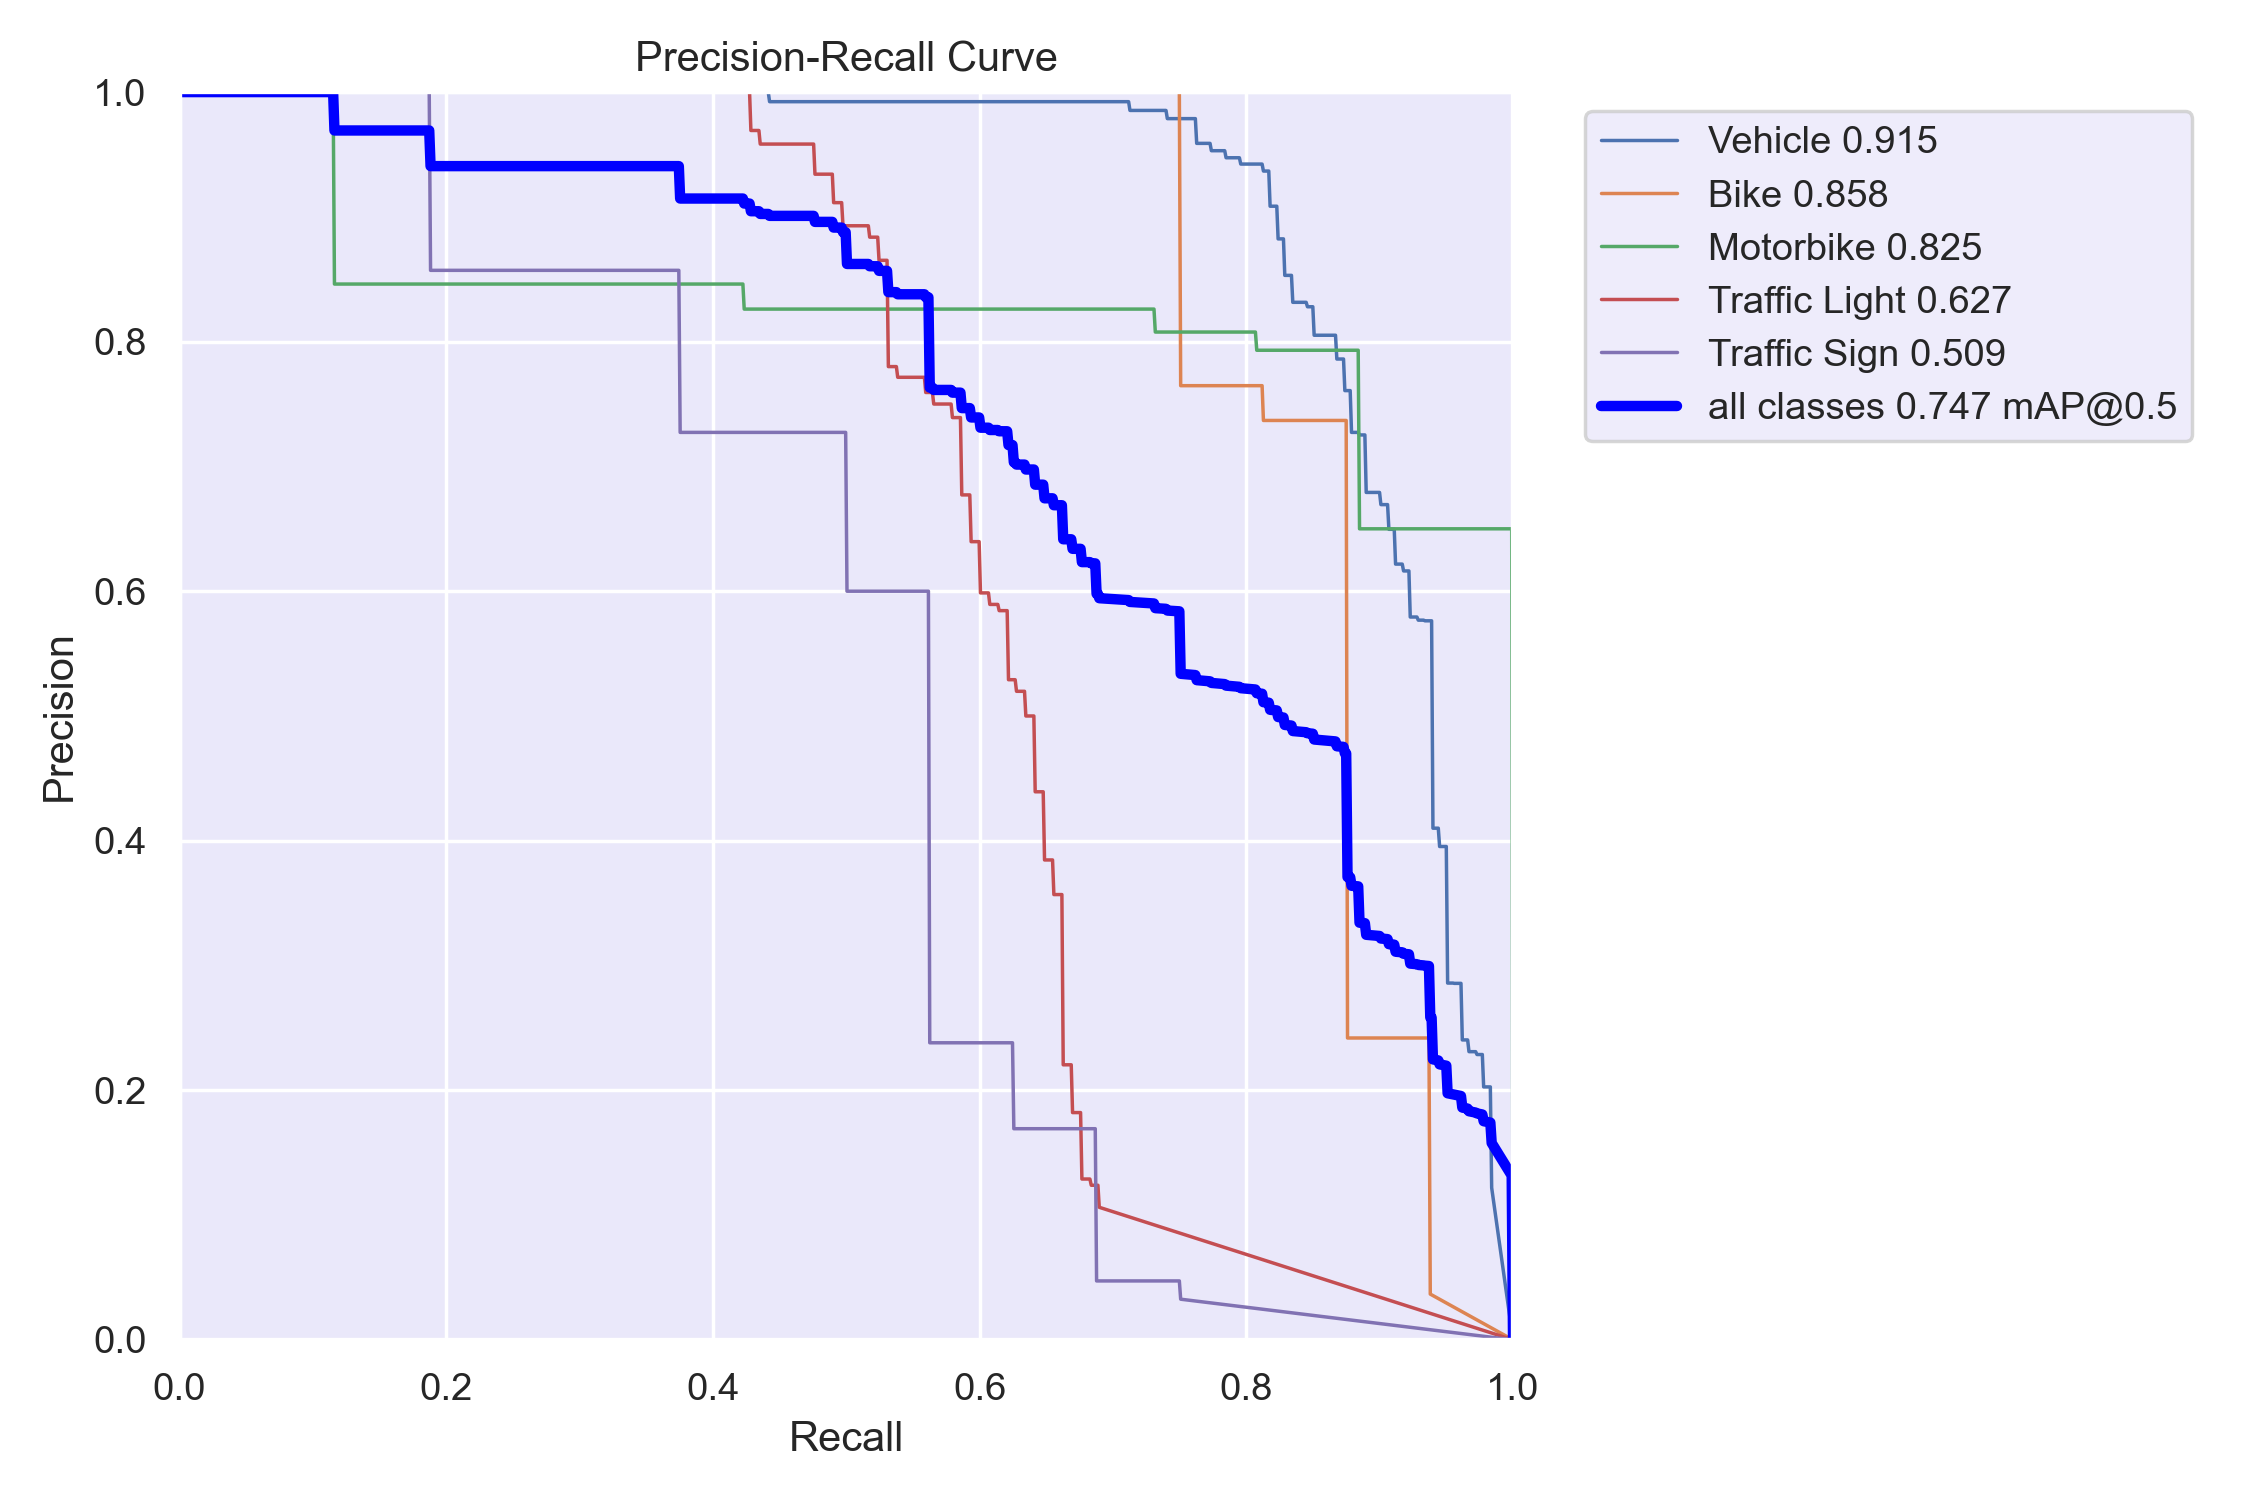 Precision-Recall Curve
1.0
0.8
0.6
0.4
0.2
0.0
Precision
0.0 0.2 0.4 0.6 0.8 1.0
Recall
Vehicle 0.915
Bike 0.858
Motorbike 0.825
Traffic Light 0.627
Traffic Sign 0.509
all classes 0.747 mAP@0.5